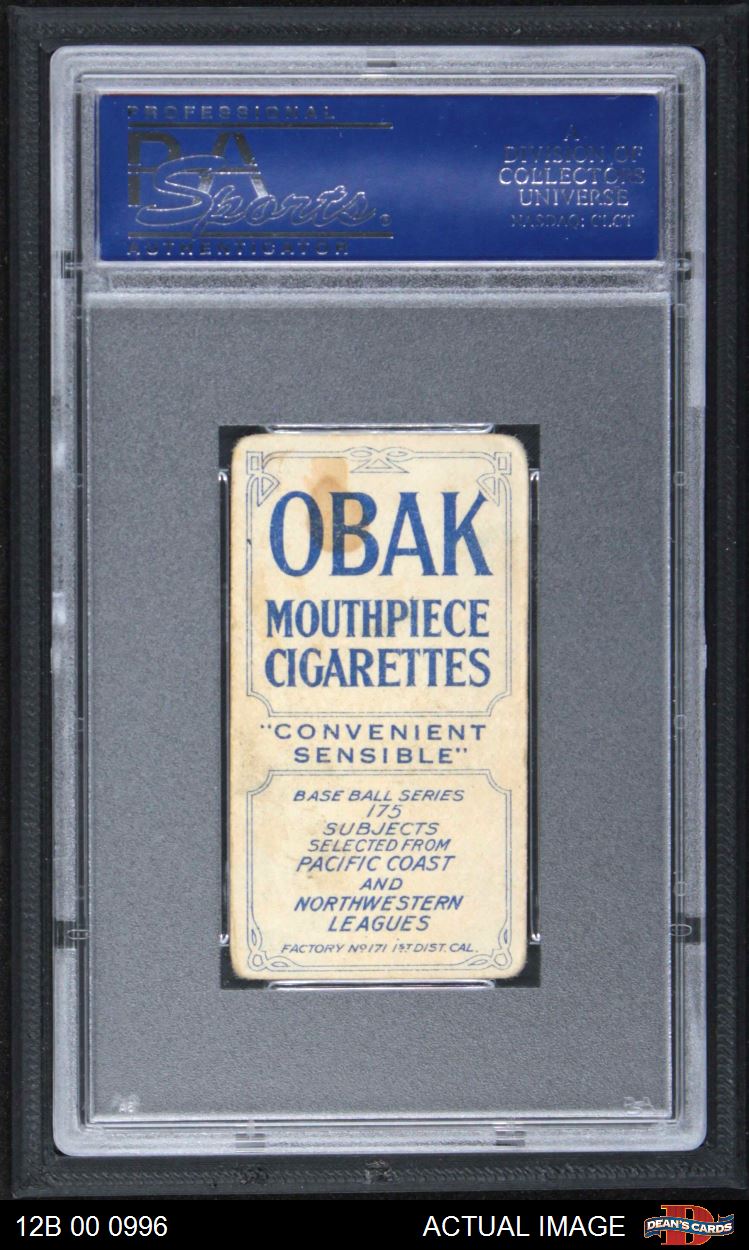 PROFESSIONAL
PSA
Sports
AUTHENTICATOR
A
DIVISION OF
COLLECTORS
UNIVERSE
NASDAQ: CLCT
OBAK
MOUTHPIECE
CIGARETTES
"CONVENIENT
SENSIBLE"
BASE BALL SERIES
175
SUBJECTS
SELECTED FROM
PACIFIC COAST
AND
NORTHWESTERN
LEAGUES
FACTORY Nº 171 1ST DIST. CAL.
PSA
12B 00 0996
ACTUAL IMAGE
DEAN'S CARDS